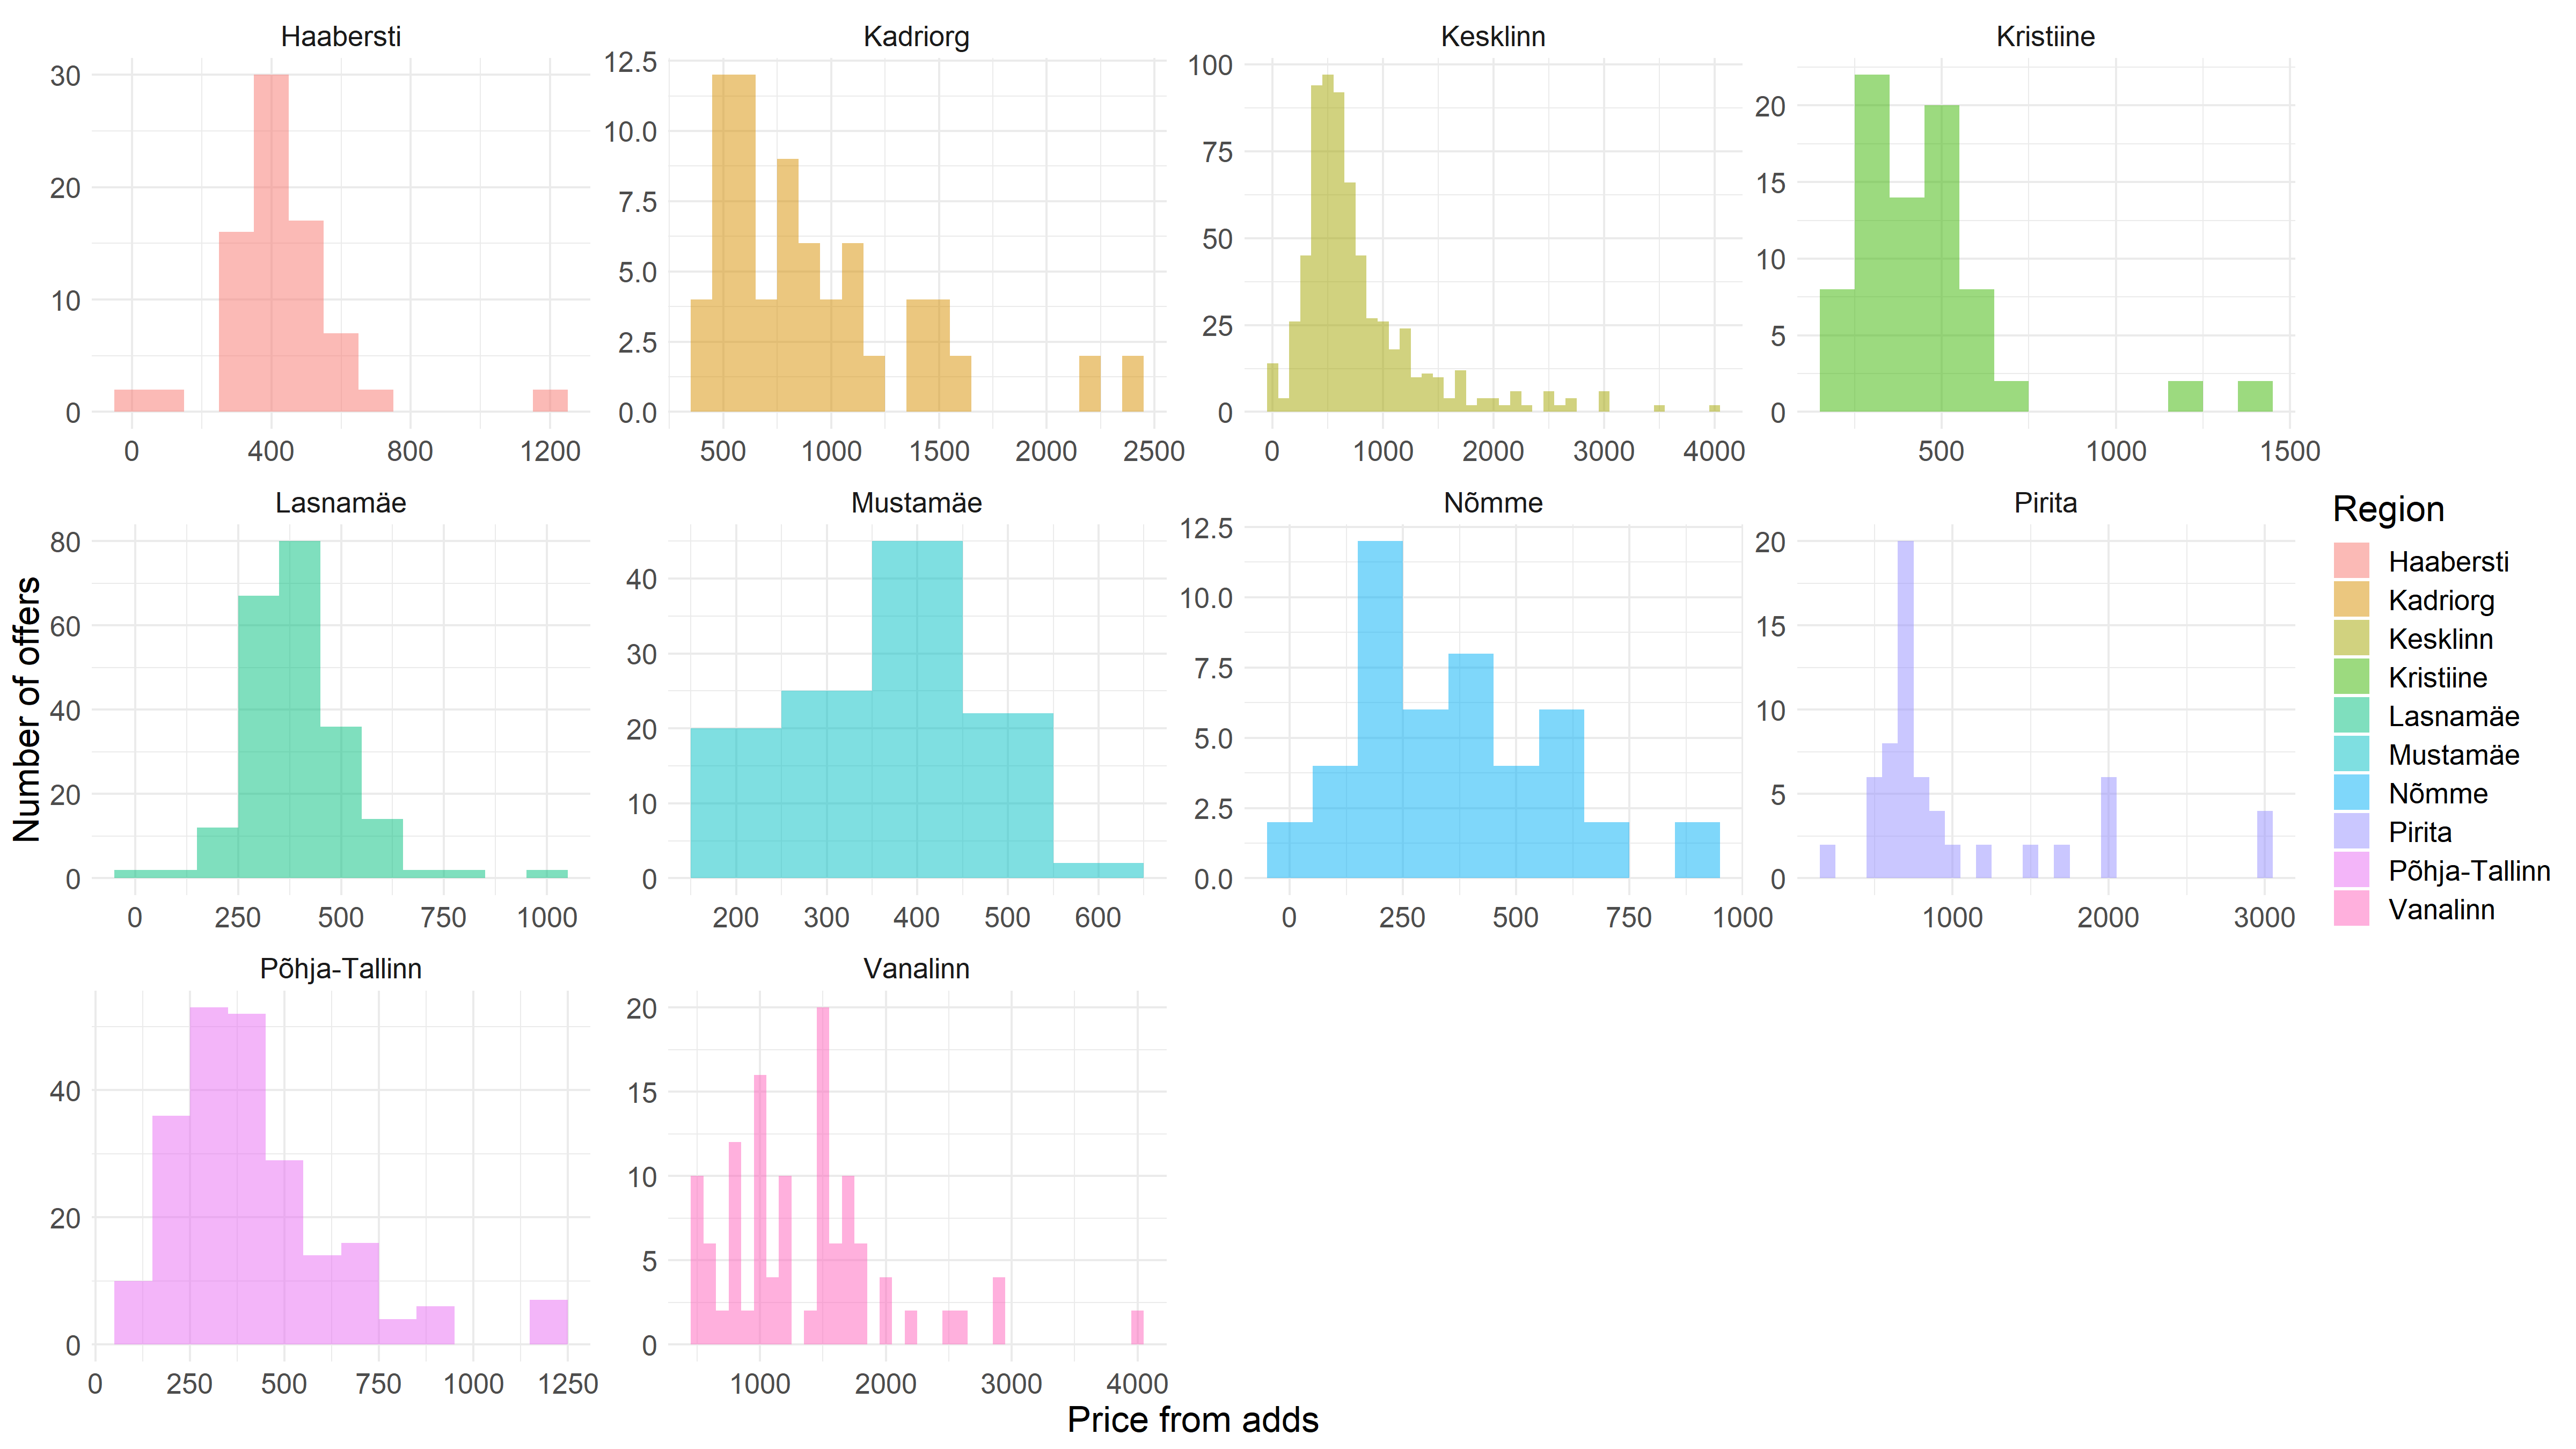 Haabersti
Kadriorg
Kesklinn
Kristiine
30
20
10
0
0 400 800 1200
12.5
10.0
7.5
5.0
2.5
0.0
500 1000 1500 2000 2500
100
75
50
25
0
0 1000 2000 3000 4000
20
15
10
5
0
500 1000 1500
Lasnamäe
Mustamäe
Nõmme
Pirita
80
60
40
20
0
0 250 500 750 1000
40
30
20
10
0
200 300 400 500 600
12.5
10.0
7.5
5.0
2.5
0.0
0 250 500 750 1000
20
15
10
5
0
1000 2000 3000
Põhja-Tallinn
Vanalinn
40
20
0
0 250 500 750 1000 1250
20
15
10
5
0
1000 2000 3000 4000
Number of offers
Price from adds
Region
Haabersti
Kadriorg
Kesklinn
Kristiine
Lasnamäe
Mustamäe
Nõmme
Pirita
Põhja-Tallinn
Vanalinn